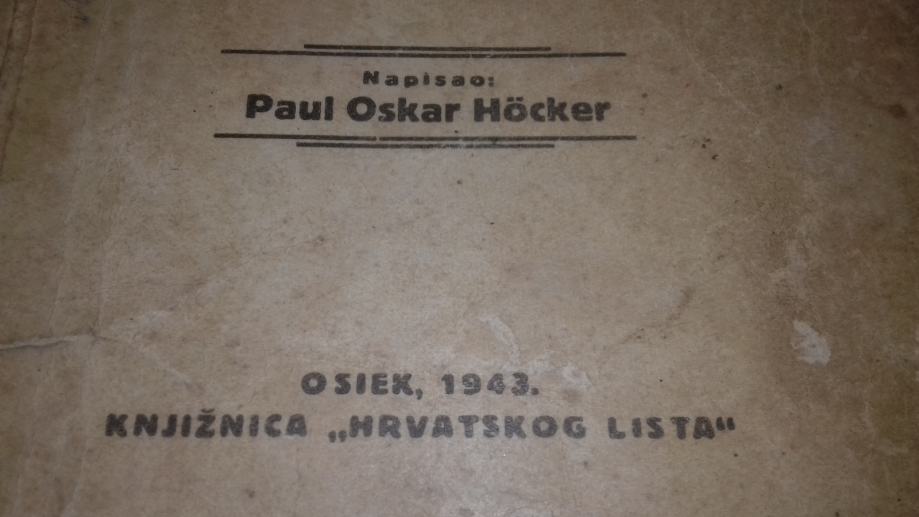 Napisao:
Paul Oskar Höcker
OSIEK, 1943.
KNJIŽNICA „HRVATSKOG LISTA"